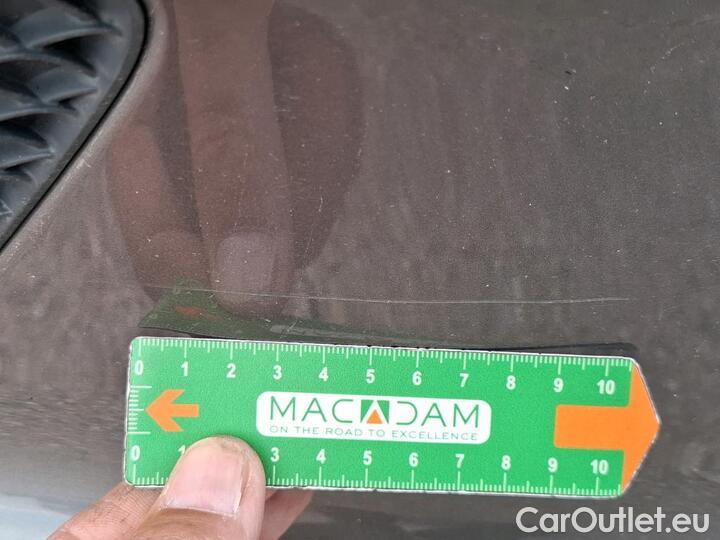 0 1 2 3 4 5 6 7 8 9 10
MACADAM
ON THE ROAD TO EXCELLENCE
0 1 3 4 5 6 7 8 9 10
CarOutlet.eu